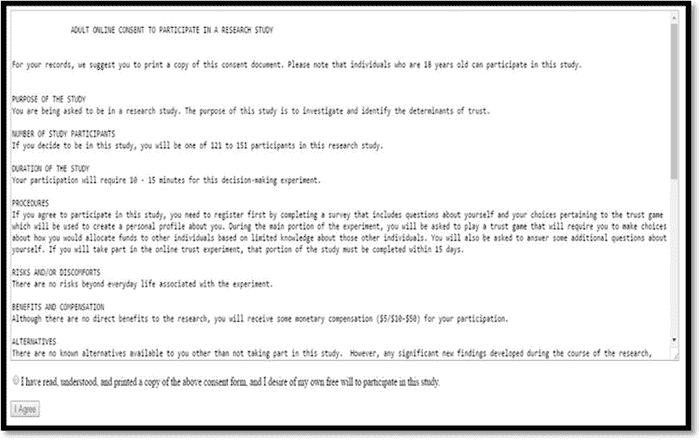 ADULT ONLINE CONSENT TO PARTICIPATE IN A RESEARCH STUDY
For your records, we suggest you to print a copy of this consent document. Please note that individuals who are 18 years old can participate in this study.
PURPOSE OF THE STUDY
You are being asked to be in a research study. The purpose of this study is to investigate and identify the determinants of trust.
NUMBER OF STUDY PARTICIPANTS
If you decide to be in this study, you will be one of 121 to 151 participants in this research study.
DURATION OF THE STUDY
Your participation will require 10 - 15 minutes for this decision-making experiment.
PROCEDURES
If you agree to participate in this study, you need to register first by completing a survey that includes questions about yourself and your choices pertaining to the trust game
which will be used to create a personal profile about you. During the main portion of the experiment, you will be asked to play a trust game that will require you to make choices
about how you would allocate funds to other individuals based on limited knowledge about those other individuals. You will also be asked to answer some additional questions about
yourself. If you will take part in the online trust experiment, that portion of the study must be completed within 15 days.
RISKS AND/OR DISCOMFORTS
There are no risks beyond everyday life associated with the experiment.
BENEFITS AND COMPENSATION
Although there are no direct benefits to the research, you will receive some monetary compensation ($5/$10-$50) for your participation.
ALTERNATIVES
There are no known alternatives available to you other than not taking part in this study. However, any significant new findings developed during the course of the research,
I have read, understood, and printed a copy of the above consent form, and I desire of my own free will to participate in this study.
I Agree